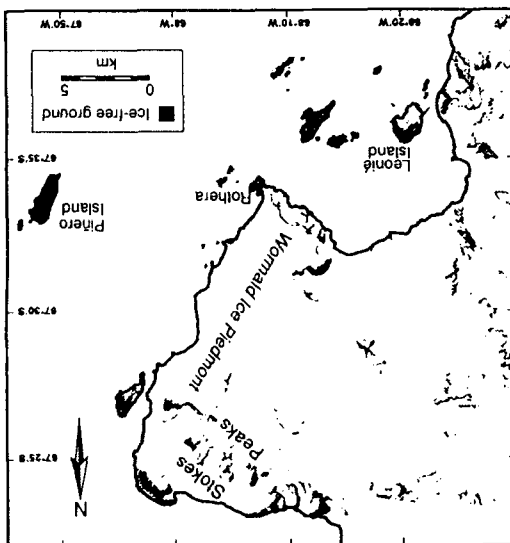 N
Stokes
Peaks
67°25'S
Wormald Ice Piedmont
67°30'S
Piñero
Island
Rothera
67°35'S
Leonié
Island
Ice-free ground
0 5
km
68°20'W 68°10'W 68°W 67°50'W